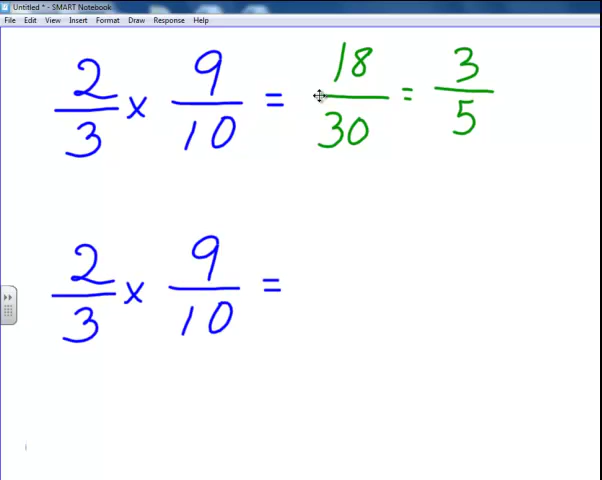 Untitled * - SMART Notebook
File Edit View Insert Format Draw Response Help
2/3 x 9/10 = 18/30 = 3/5
2/3 x 9/10 =